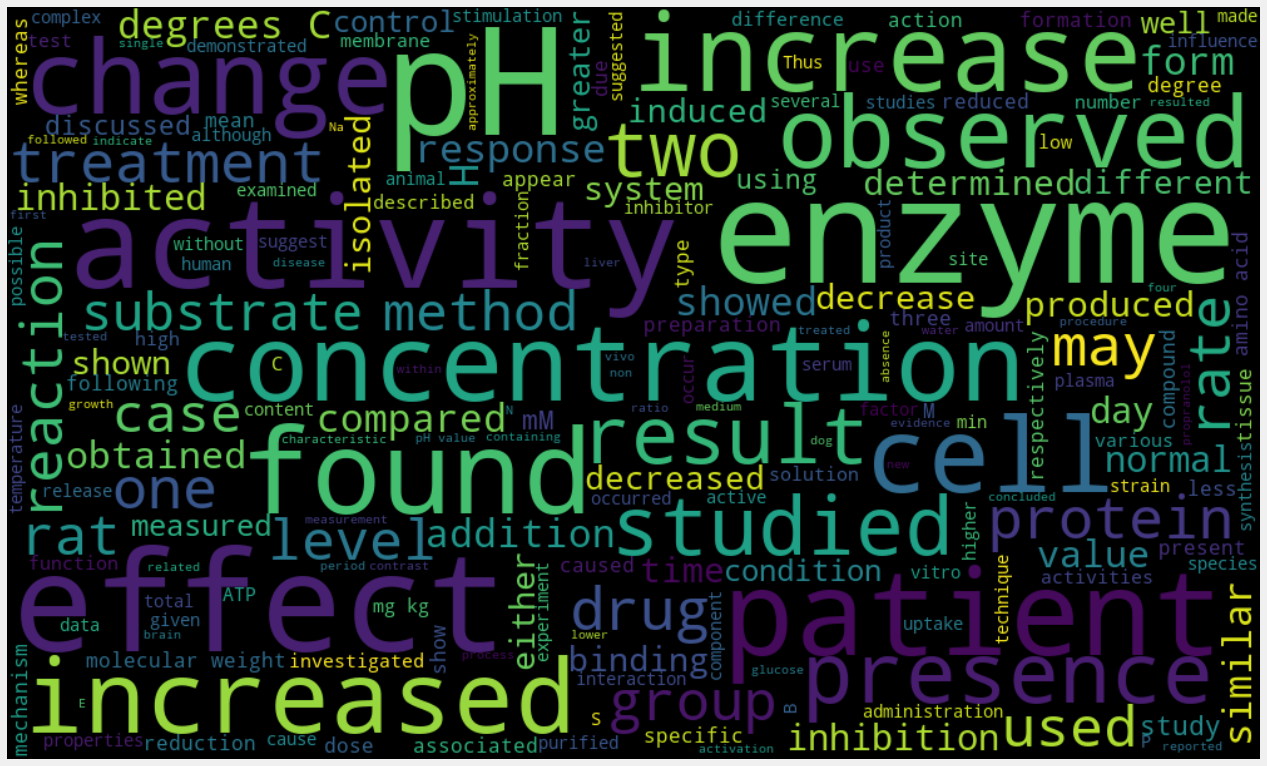 whereas
complex
degrees C
control
stimulation
greater
suggested
increase
difference
action
formation
well
made
test
single
demonstrated
membrane
approximately
due
Thus
use
influence
change
pH
form
degree
discussed
mean
although
Na
isolated
induced
several
studies
reduced
number
resulted
followed
indicate
treatment
response
two
observed
low
inhibited
examined
animal
H
appear
system
using
determined
different
described
inhibitor
first
possible
reaction
activity
without
suggest
human
disease
fraction
liver
type
enzyme
product
site
amino acid
substrate
method
showed
decrease
produced
four
rate
tested
high
shown
following
concentration
C
within
vivo
non
preparation
occur
treated
serum
absence
three
water
amount
procedure
may
plasma
respectively
compound
propranolol
tissue
temperature
growth
case
content
compared
mM
N
ratio
medium
factor
M
min
day
evidence
various
obtained
found
characteristic
pH value
containing
result
dog
cell
new
normal
synthesis
release
one
decreased
solution
occurred
active
concluded
strain
less
rat
measured
measurement
level
addition
studied
higher
protein
function
related
period
contrast
either
caused
time
condition
vitro
value
present
species
activities
effect
total
given
ATP
mg kg
experiment
drug
component
patient
uptake
technique
data
brain
lower
mechanism
molecular weight
investigated
show
process
binding
interaction
glucose
presence
similar
increased
E
group
S
B
administration
specific
activation
inhibition
used
study
P
reported
properties
reduction
cause
dose
associated
purified